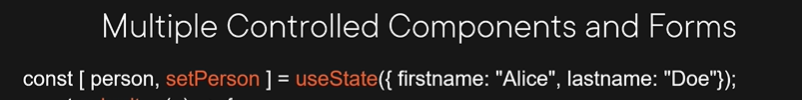 Multiple Controlled Components and Forms
const [ person, setPerson ] = useState({ firstname: "Alice", lastname: "Doe"});